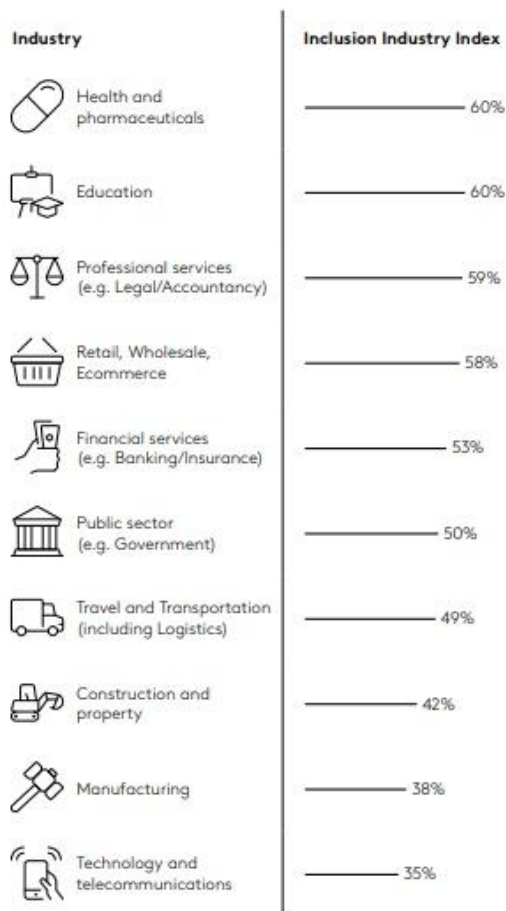 Industry
Inclusion Industry Index
Health and
pharmaceuticals
60%
Education
60%
Professional services
(e.g. Legal/Accountancy)
59%
Retail, Wholesale,
Ecommerce
58%
Financial services
(e.g. Banking/Insurance)
53%
Public sector
(e.g. Government)
50%
Travel and Transportation
(including Logistics)
49%
Construction and
property
42%
Manufacturing
38%
Technology and
telecommunications
35%